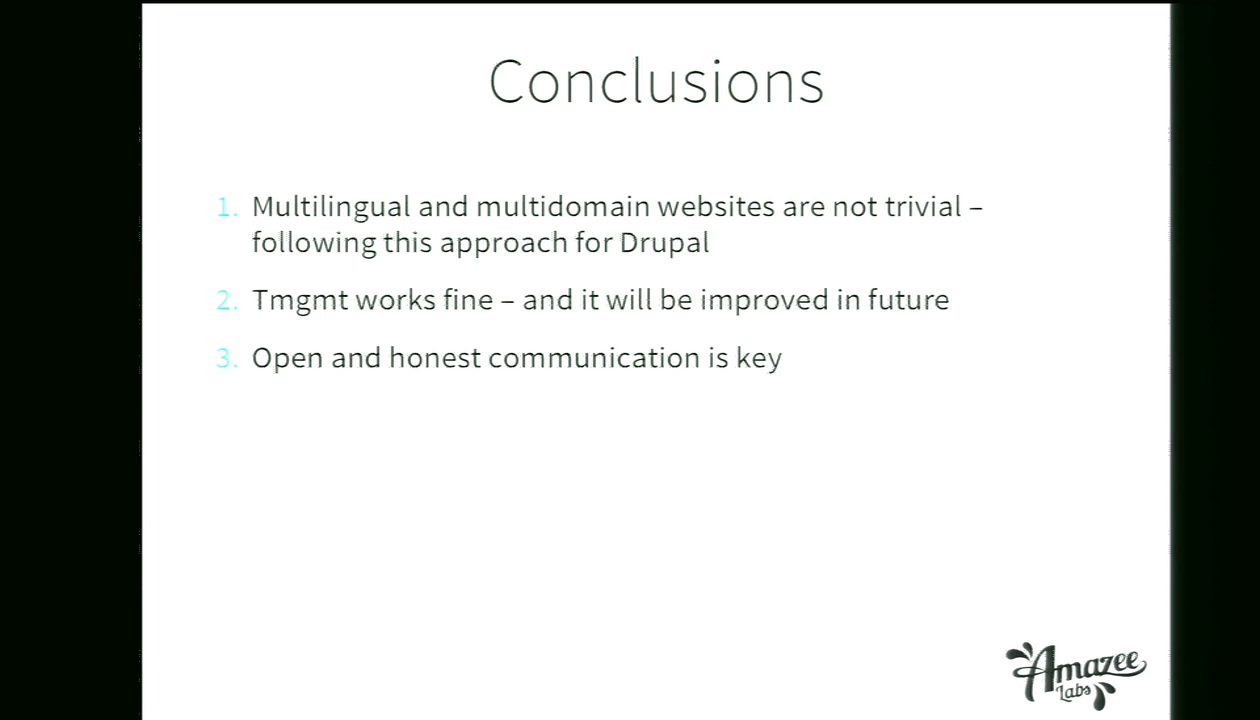 Conclusions
1. Multilingual and multidomain websites are not trivial –
following this approach for Drupal
2. Tmgmt works fine – and it will be improved in future
3. Open and honest communication is key
Amazee
Labs